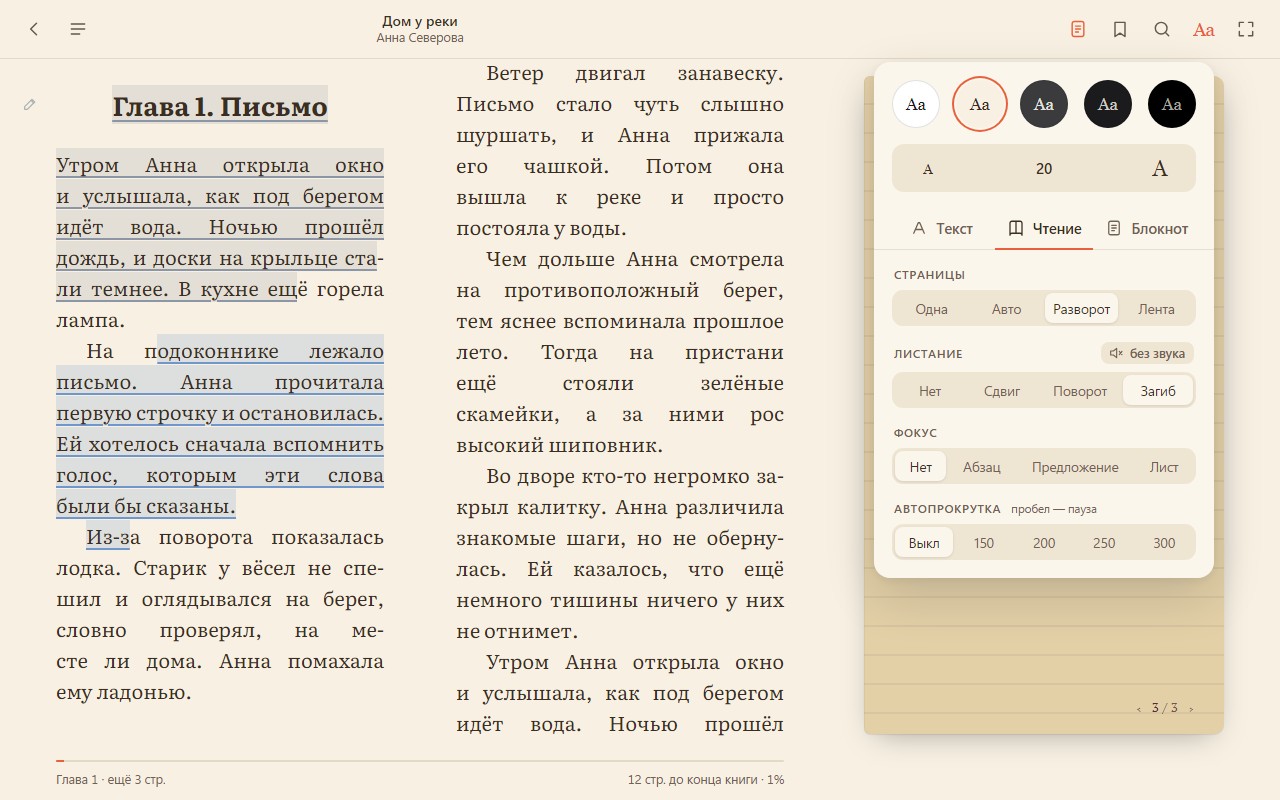 Дом у реки
Анна Северова
Aa
Глава 1. Письмо
Утром Анна открыла окно
и услышала, как под берегом
идёт вода. Ночью прошёл
дождь, и доски на крыльце ста-
ли темнее. В кухне ещё горела
лампа.
На подоконнике лежало
письмо. Анна прочитала
первую строчку и остановилась.
Ей хотелось сначала вспомнить
голос, которым эти слова
были бы сказаны.
Из-за поворота показалась
лодка. Старик у вёсел не спе-
шил и оглядывался на берег,
словно проверял, на ме-
сте ли дома. Анна помахала
ему ладонью.
Ветер двигал занавеску.
Письмо стало чуть слышно
шуршать, и Анна прижала
его чашкой. Потом она
вышла к реке и просто
постояла у воды.
Чем дольше Анна смотрела
на противоположный берег,
тем яснее вспоминала прошлое
лето. Тогда на пристани
ещё стояли зелёные
скамейки, а за ними рос
высокий шиповник.
Во дворе кто-то негромко за-
крыл калитку. Анна различила
знакомые шаги, но не оберну-
лась. Ей казалось, что ещё
немного тишины ничего у них
не отнимет.
Утром Анна открыла окно
и услышала, как под берегом
идёт вода. Ночью прошёл
Aa Aa Aa Aa Aa
A 20 A
Текст Чтение Блокнот
СТРАНИЦЫ
Одна Авто Разворот Лента
ЛИСТАНИЕ без звука
Нет Сдвиг Поворот Загиб
ФОКУС
Нет Абзац Предложение Лист
АВТОПРОКРУТКА пробел — пауза
Выкл 150 200 250 300
‹ 3 / 3 ›
Глава 1 · ещё 3 стр.
12 стр. до конца книги · 1%